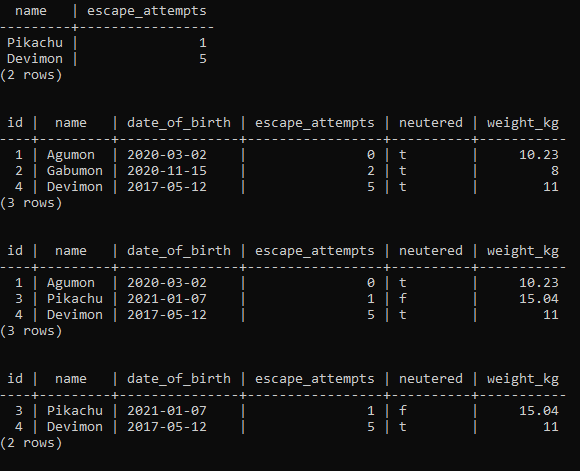 name   | escape_attempts
---------+-----------------
 Pikachu |               1
 Devimon |               5
(2 rows)

 id |  name   | date_of_birth | escape_attempts | neutered | weight_kg
----+---------+---------------+-----------------+----------+-----------
  1 | Agumon  | 2020-03-02    |               0 | t        |     10.23
  2 | Gabumon | 2020-11-15    |               2 | t        |         8
  4 | Devimon | 2017-05-12    |               5 | t        |        11
(3 rows)

 id |  name   | date_of_birth | escape_attempts | neutered | weight_kg
----+---------+---------------+-----------------+----------+-----------
  1 | Agumon  | 2020-03-02    |               0 | t        |     10.23
  3 | Pikachu | 2021-01-07    |               1 | f        |     15.04
  4 | Devimon | 2017-05-12    |               5 | t        |        11
(3 rows)

 id |  name   | date_of_birth | escape_attempts | neutered | weight_kg
----+---------+---------------+-----------------+----------+-----------
  3 | Pikachu | 2021-01-07    |               1 | f        |     15.04
  4 | Devimon | 2017-05-12    |               5 | t        |        11
(2 rows)